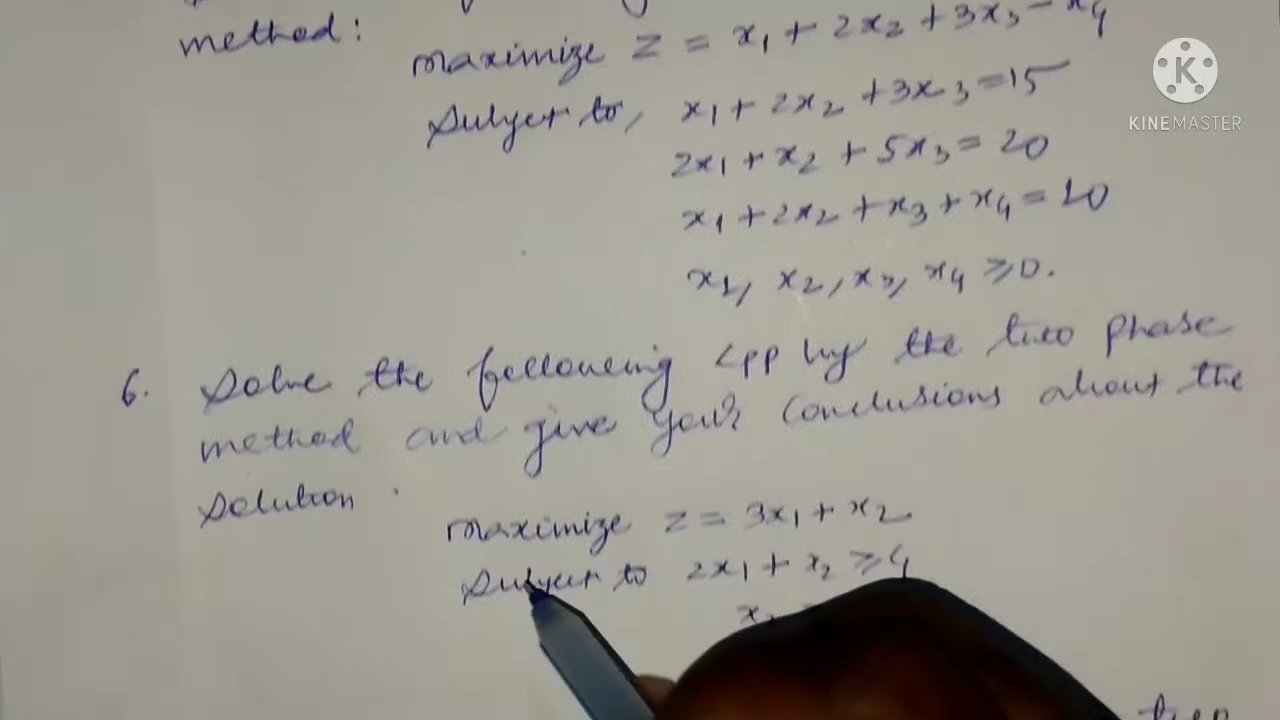 method:
maximize Z = x1 + 2x2 + 3x3 - x4
Subject to, x1 + 2x2 + 3x3 = 15
2x1 + x2 + 5x3 = 20
x1 + 2x2 + x3 + x4 = 10
x1, x2, x3, x4 ≥ 0.
6. Solve the following LPP by the two phase
method and give your conclusions about the
solution.
maximize z = 3x1 + x2
Subject to 2x1 + x2 ≥ 4
KINEMASTER